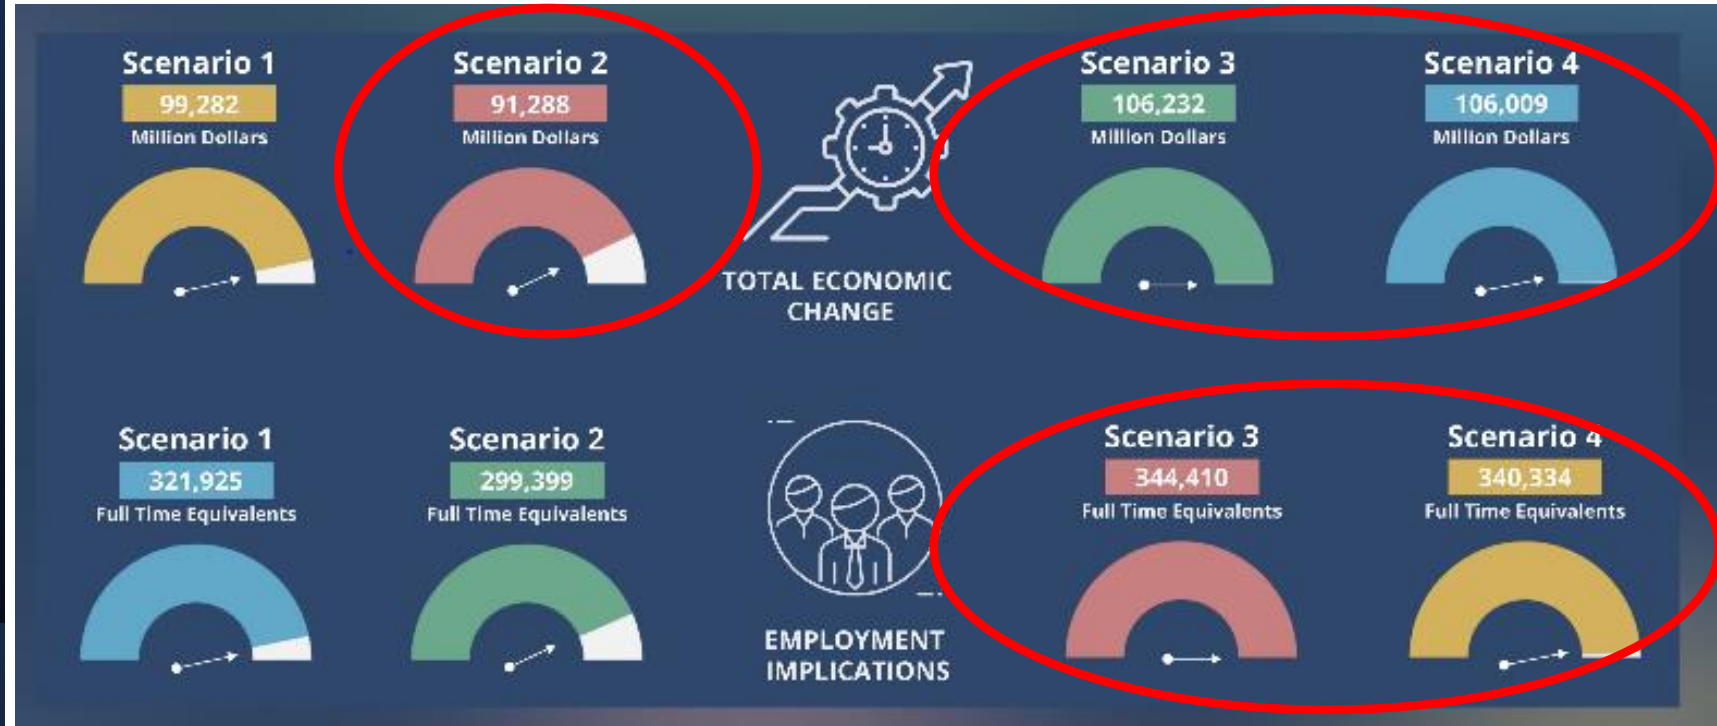 Scenario 1
99,282
Million Dollars
Scenario 2
91,288
Million Dollars
TOTAL ECONOMIC
CHANGE
Scenario 3
106,232
Million Dollars
Scenario 4
106,009
Million Dollars
Scenario 1
321,925
Full Time Equivalents
Scenario 2
299,399
Full Time Equivalents
EMPLOYMENT
IMPLICATIONS
Scenario 3
344,410
Full Time Equivalents
Scenario 4
340,334
Full Time Equivalents